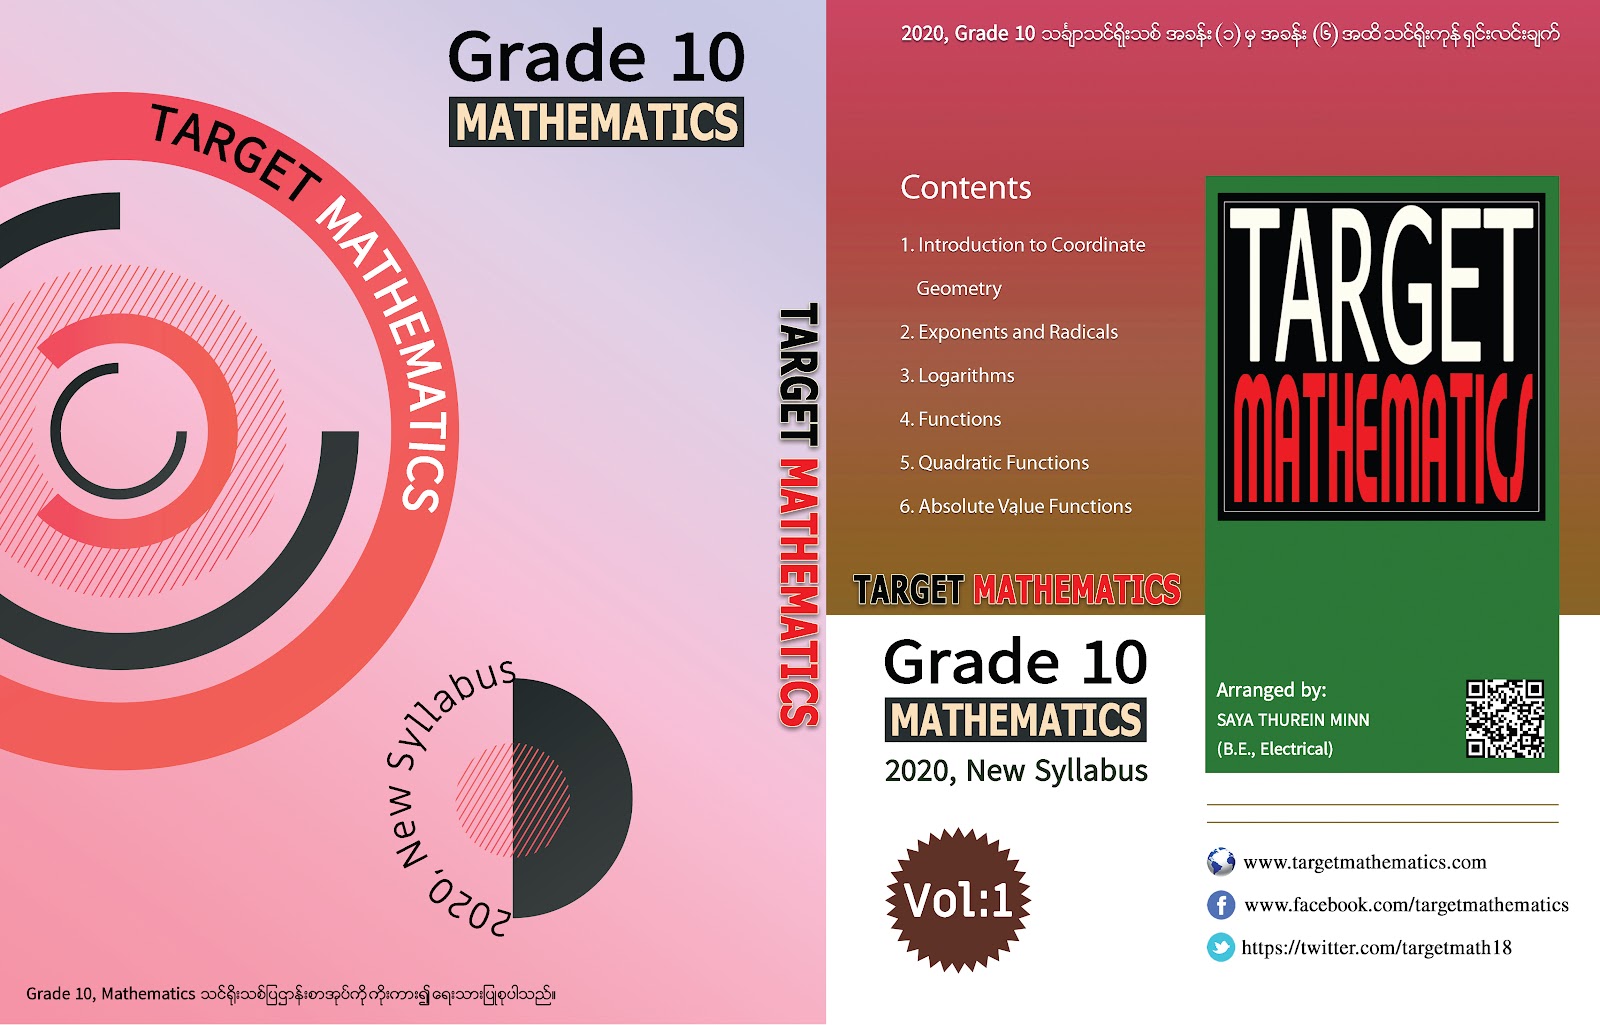 Grade 10
MATHEMATICS
TARGET MATHEMATICS
2020, New Syllabus
Grade 10, Mathematics သင်ရိုးသစ်ပြဌာန်းစာအုပ်ကိုကိုးကား၍ရေးသားပြုစုပါသည်။
TARGET MATHEMATICS
2020, Grade 10 သင်္ချာသင်ရိုးသစ် အခန်း (၁) မှ အခန်း (၆) အထိ သင်ရိုးကုန် ရှင်းလင်းချက်
Contents
1. Introduction to Coordinate
Geometry
2. Exponents and Radicals
3. Logarithms
4. Functions
5. Quadratic Functions
6. Absolute Value Functions
TARGET MATHEMATICS
Grade 10
MATHEMATICS
2020, New Syllabus
Vol:1
TARGET
MATHEMATICS
Arranged by:
SAYA THUREIN MINN
(B.E., Electrical)
www.targetmathematics.com
www.facebook.com/targetmathematics
https://twitter.com/targetmath18